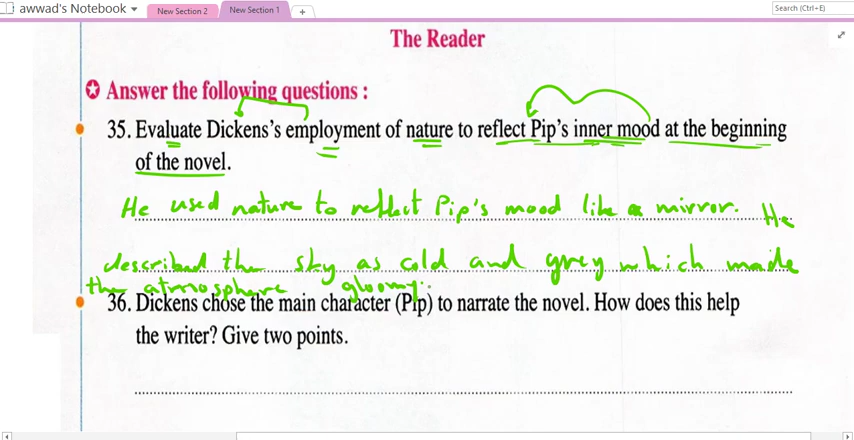 awwad's Notebook
New Section 2
New Section 1
+
Search (Ctrl+E)
The Reader
✪ Answer the following questions :
35. Evaluate Dickens's employment of nature to reflect Pip's inner mood at the beginning
of the novel.
He used nature to reflect Pip's mood like a mirror. He
described the sky as cold and grey which made
the atmosphere gloomy.
36. Dickens chose the main character (Pip) to narrate the novel. How does this help
the writer? Give two points.